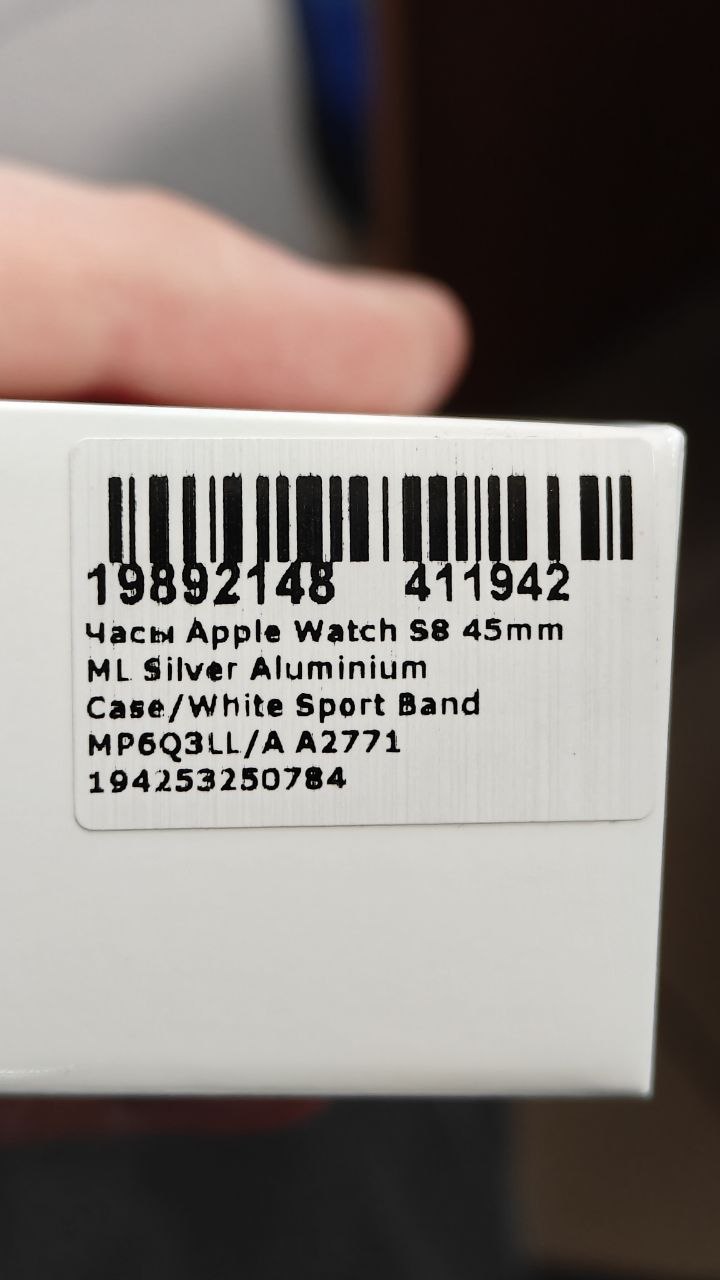 19892148 411942
Часы Apple Watch S8 45mm
ML Silver Aluminium
Case/White Sport Band
MP6Q3LL/A A2771
194253250784